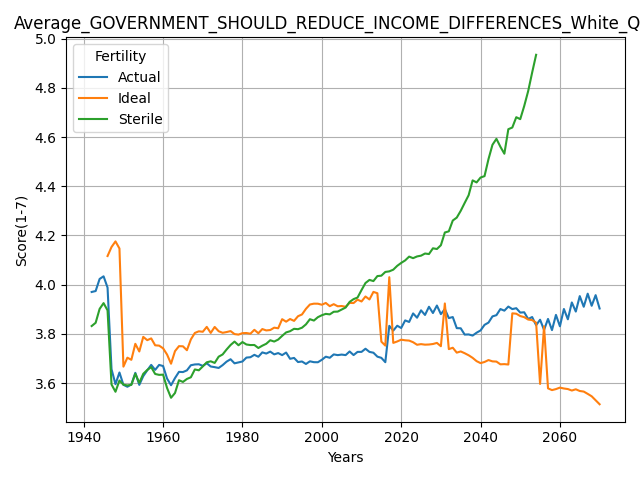 Average_GOVERNMENT_SHOULD_REDUCE_INCOME_DIFFERENCES_White_Q
5.0
4.8
4.6
4.4
4.2
4.0
3.8
3.6
Score(1-7)
Fertility
Actual
Ideal
Sterile
1940 1960 1980 2000 2020 2040 2060
Years